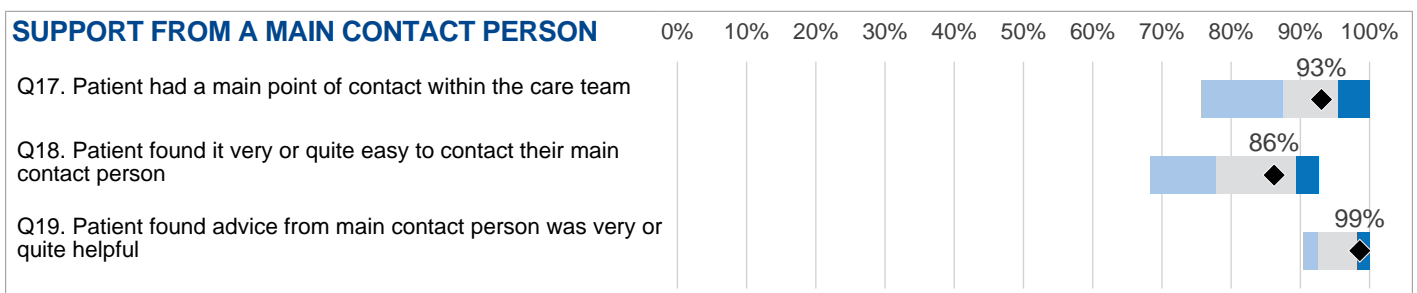 SUPPORT FROM A MAIN CONTACT PERSON 0% 10% 20% 30% 40% 50% 60% 70% 80% 90% 100%
Q17. Patient had a main point of contact within the care team 93%
Q18. Patient found it very or quite easy to contact their main
contact person
86%
Q19. Patient found advice from main contact person was very or
quite helpful
99%